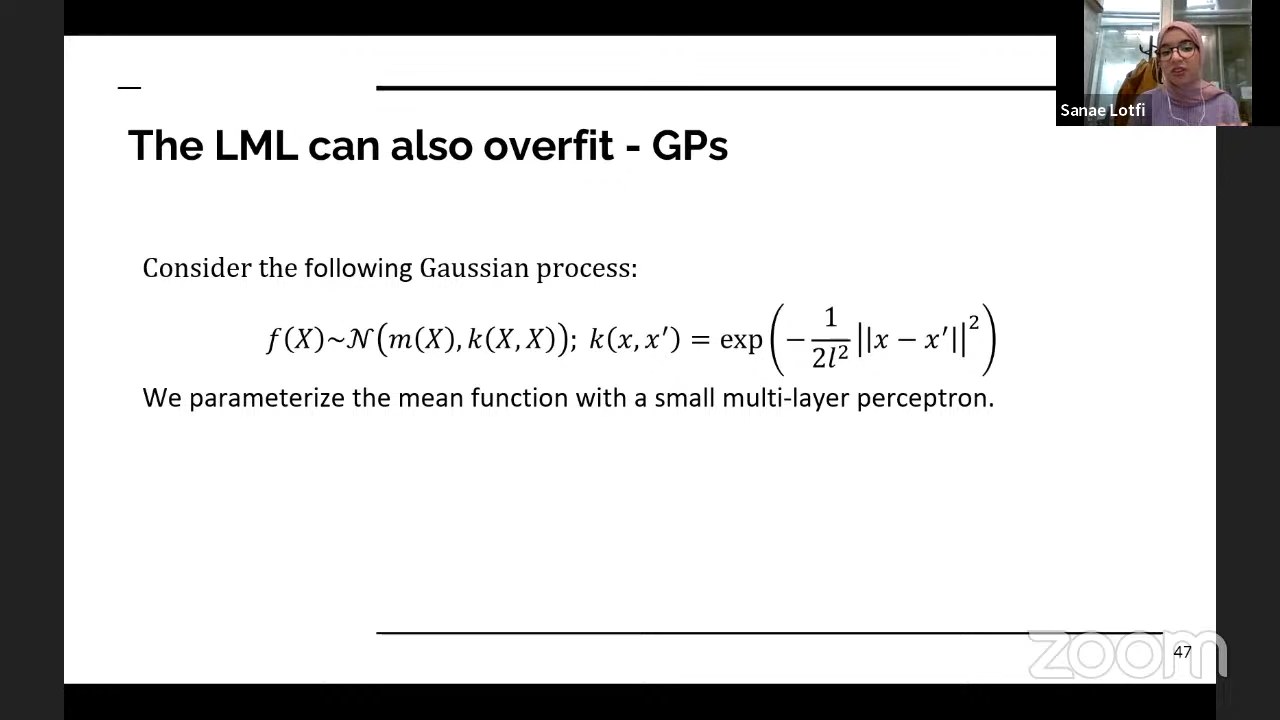 Sanae Lotfi
The LML can also overfit - GPs
Consider the following Gaussian process:
f(X)~𝒩(m(X), k(X, X)); k(x, x′) = exp(−1/2l² ||x − x′||²)
We parameterize the mean function with a small multi-layer perceptron.
zoom
47